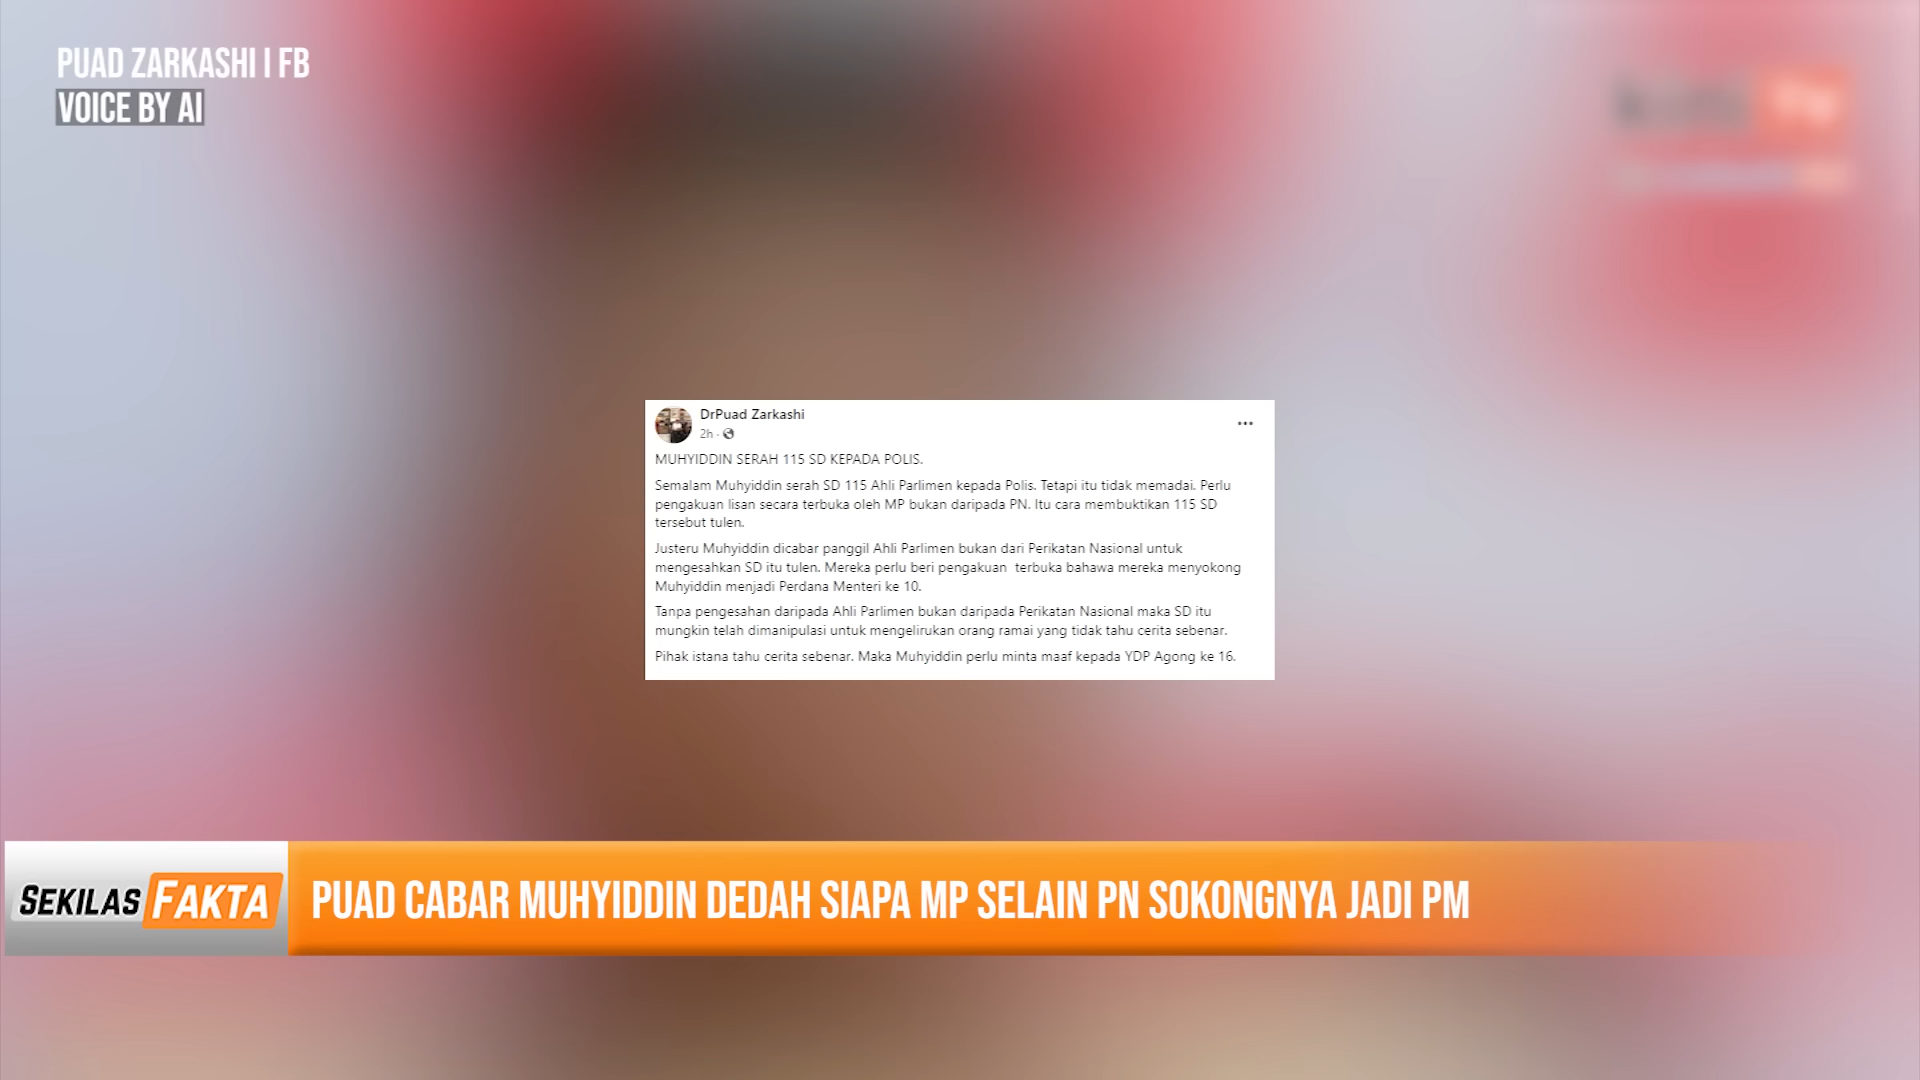 PUAD ZARKASHI I FB
VOICE BY AI
DrPuad Zarkashi
2h ·
MUHYIDDIN SERAH 115 SD KEPADA POLIS.
Semalam Muhyiddin serah SD 115 Ahli Parlimen kepada Polis. Tetapi itu tidak memadai. Perlu
pengakuan lisan secara terbuka oleh MP bukan daripada PN. Itu cara membuktikan 115 SD
tersebut tulen.
Justeru Muhyiddin dicabar panggil Ahli Parlimen bukan dari Perikatan Nasional untuk
mengesahkan SD itu tulen. Mereka perlu beri pengakuan  terbuka bahawa mereka menyokong
Muhyiddin menjadi Perdana Menteri ke 10.
Tanpa pengesahan daripada Ahli Parlimen bukan daripada Perikatan Nasional maka SD itu
mungkin telah dimanipulasi untuk mengelirukan orang ramai yang tidak tahu cerita sebenar.
Pihak istana tahu cerita sebenar. Maka Muhyiddin perlu minta maaf kepada YDP Agong ke 16.
SEKILAS FAKTA
PUAD CABAR MUHYIDDIN DEDAH SIAPA MP SELAIN PN SOKONGNYA JADI PM